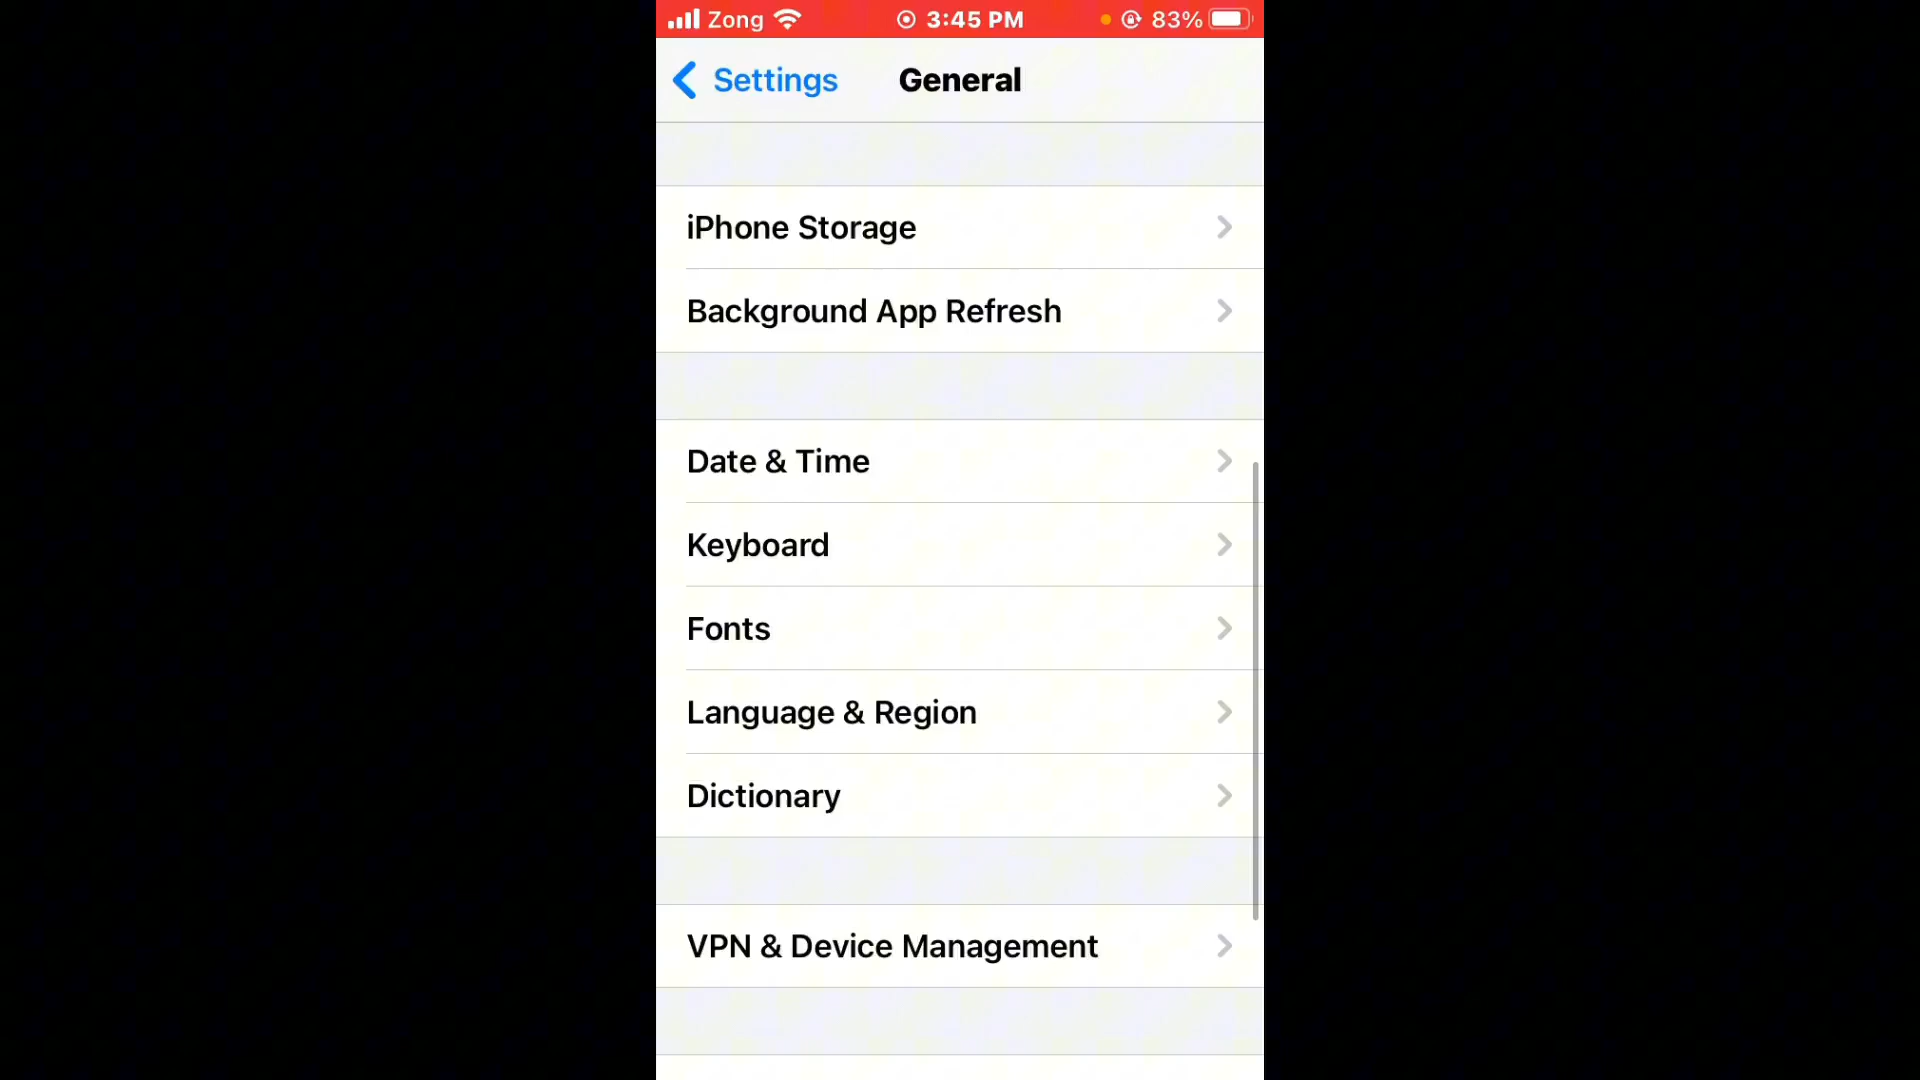 Zong 3:45 PM 83%
Settings General
iPhone Storage
Background App Refresh
Date & Time
Keyboard
Fonts
Language & Region
Dictionary
VPN & Device Management